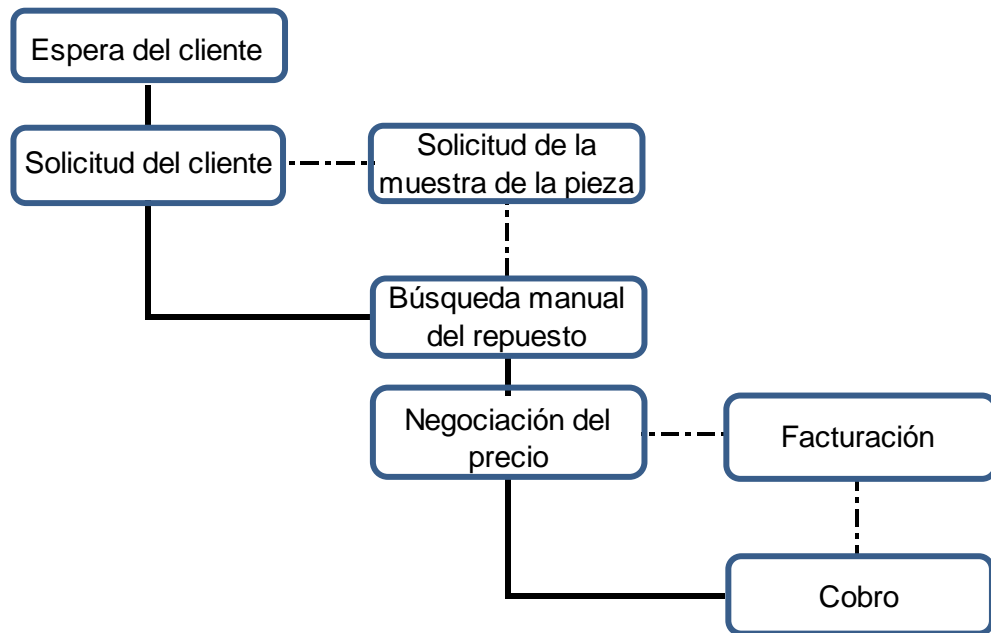 Espera del cliente
Solicitud del cliente
Solicitud de la
muestra de la pieza
Búsqueda manual
del repuesto
Negociación del
precio
Facturación
Cobro